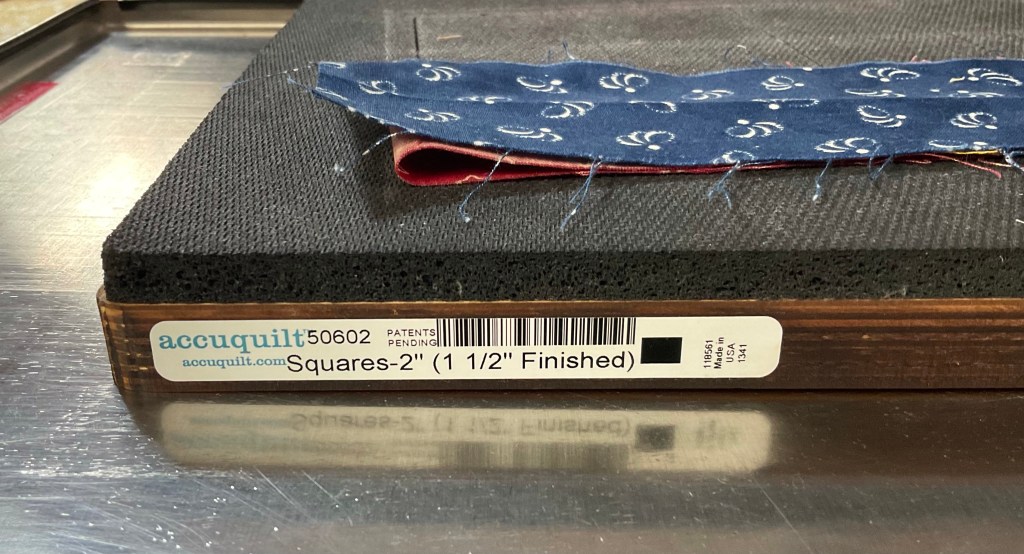 accuquilt 50602 PATENTS PENDING
accuquilt.com Squares-2" (1 1/2" Finished)
118561
Made in
USA
1341